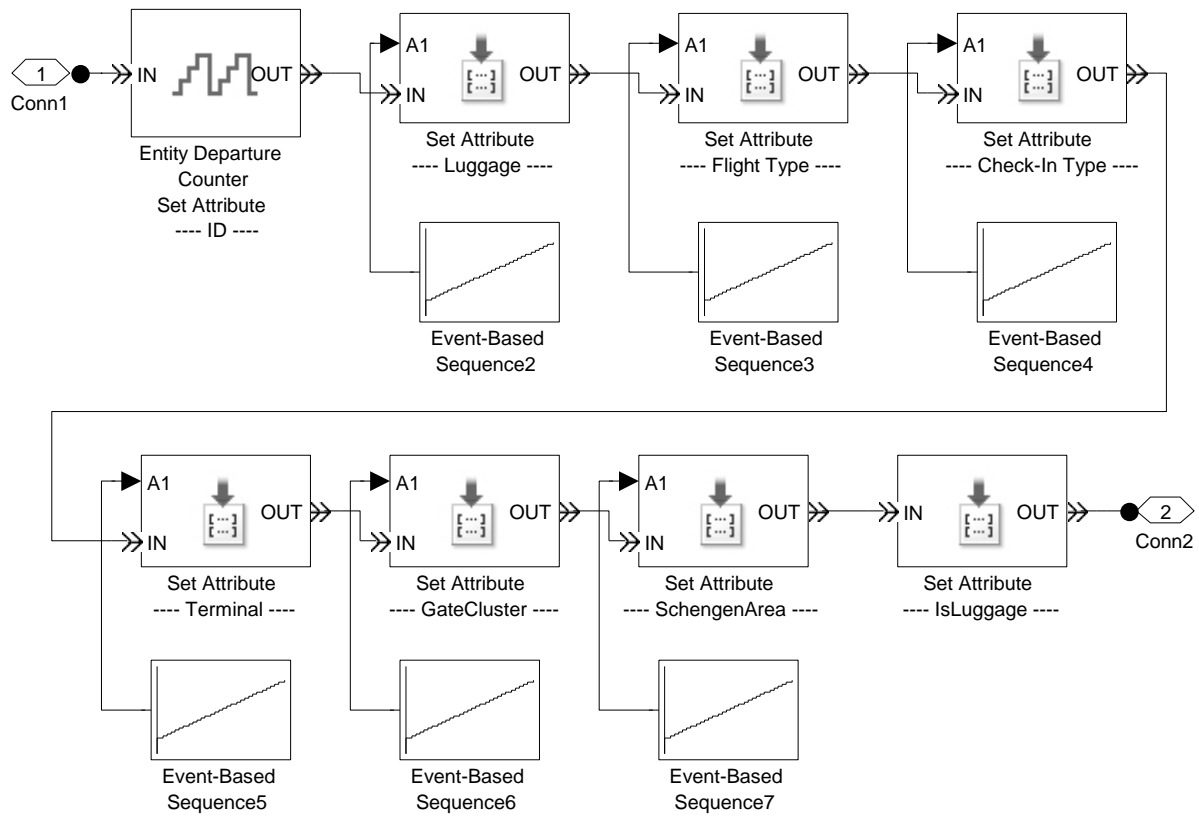 A1
A1
A1
1
IN
OUT
OUT
OUT
OUT
IN
IN
IN
Conn1
Set Attribute
---- Luggage ----
Set Attribute
---- Flight Type ----
Set Attribute
---- Check-In Type ----
Entity Departure
Counter
Set Attribute
---- ID ----
Event-Based
Sequence2
Event-Based
Sequence3
Event-Based
Sequence4
A1
A1
A1
OUT
OUT
OUT
IN
OUT
2
IN
IN
IN
Conn2
Set Attribute
---- Terminal ----
Set Attribute
---- GateCluster ----
Set Attribute
---- SchengenArea ----
Set Attribute
---- IsLuggage ----
Event-Based
Sequence5
Event-Based
Sequence6
Event-Based
Sequence7